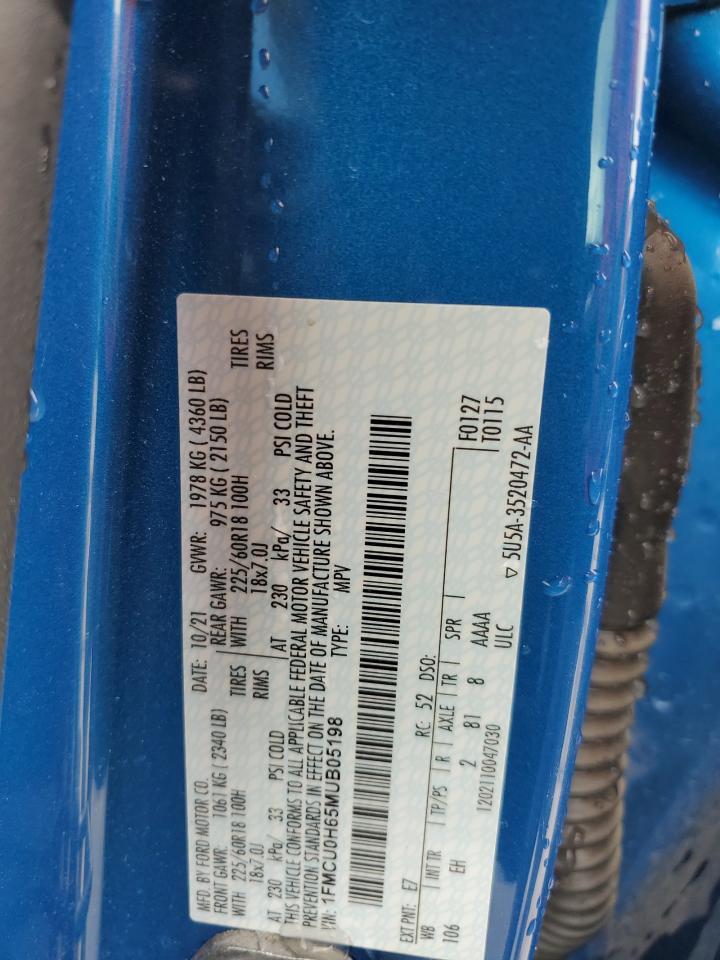 MFD. BY FORD MOTOR CO. DATE: 10/21 GVWR: 1978 KG ( 4360 LB)
FRONT GAWR: 1061 KG ( 2340 LB) REAR GAWR: 975 KG ( 2150 LB)
WITH 225/60R18 100H TIRES WITH 225/60R18 100H TIRES
18x7.0J RIMS 18x7.0J RIMS
AT 230 kPa/ 33 PSI COLD AT 230 kPa/ 33 PSI COLD
THIS VEHICLE CONFORMS TO ALL APPLICABLE FEDERAL MOTOR VEHICLE SAFETY AND THEFT
PREVENTION STANDARDS IN EFFECT ON THE DATE OF MANUFACTURE SHOWN ABOVE.
VIN: 1FMCU0H65MUB05198 TYPE: MPV
EXT PNT: E7 RC: 52 DSO: F0127
WB INT TR TP/PS R AXLE TR SPR T0115
106 EH 2 81 8 AAAA
1202110047030 ULC ▽ 5U5A-3520472-AA